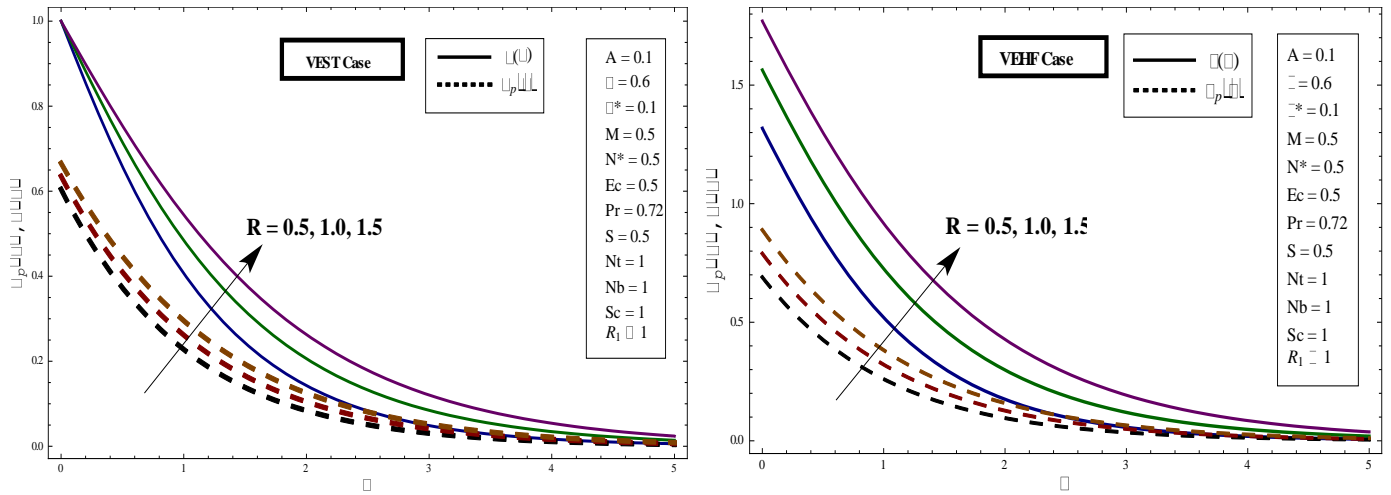 VEST Case
A = 0.1
= 0.6
* = 0.1
M = 0.5
N* = 0.5
Ec = 0.5
Pr = 0.72
S = 0.5
Nt = 1
Nb = 1
Sc = 1
R₁ 1
R = 0.5, 1.0, 1.5
p
1.0
0.8
0.6
0.4
0.2
0.0
0 1 2 3 4 5
VEHF Case
A = 0.1
= 0.6
* = 0.1
M = 0.5
N* = 0.5
Ec = 0.5
Pr = 0.72
S = 0.5
Nt = 1
Nb = 1
Sc = 1
R₁ 1
R = 0.5, 1.0, 1.5
p
1.5
1.0
0.5
0.0
0 1 2 3 4 5